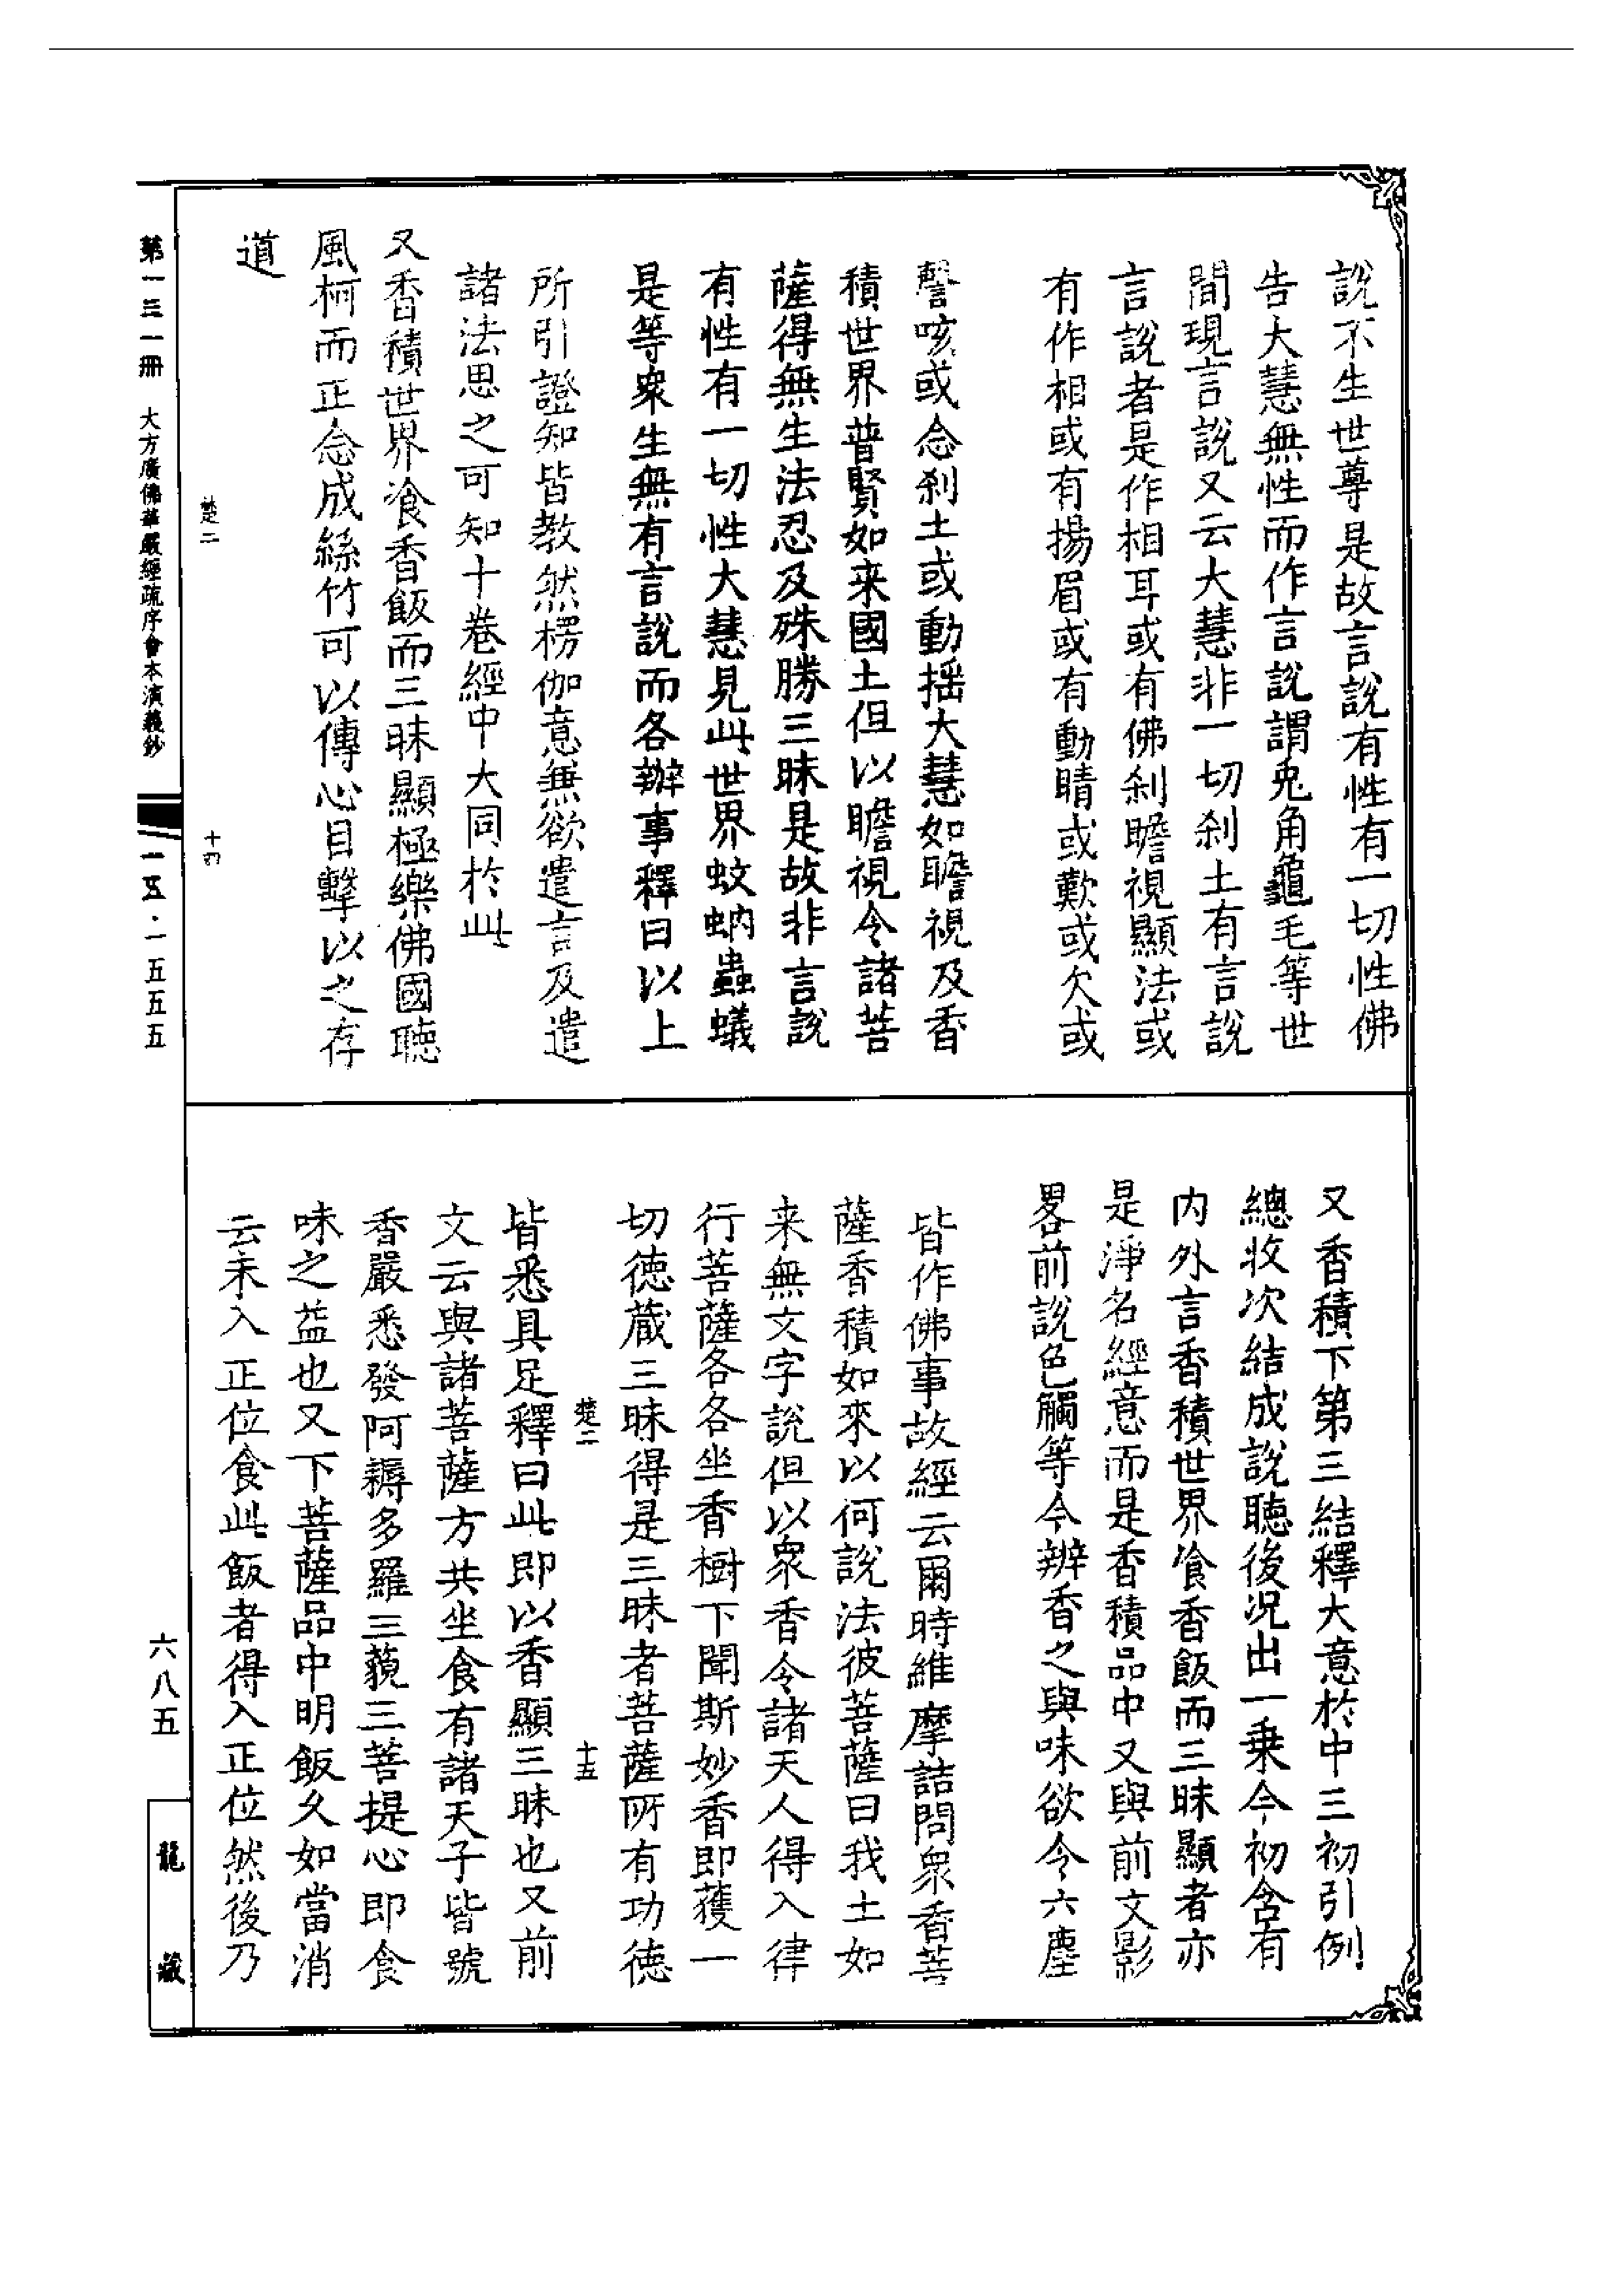 說不生世尊是故言說有性有一切性佛
告大慧無性而作言說謂兎角龜毛等世
間現言說又云大慧非一切刹土有言說
言說者是作相耳或有佛刹瞻視顯法或
有作相或有揚眉或有動睛或歎或欠或
謦咳或念刹土或動摇大慧如瞻視及香
積世界普賢如来國土但以瞻視令諸菩
薩得無生法忍及殊勝三昧是故非言說
有性有一切性大慧見此世界蚊蚋蟲蟻
是等衆生無有言說而各辦事釋曰以上
所引證知皆教然楞伽意無欲遣言及遣
諸法思之可知十卷經中大同於此
又香積世界飡香飯而三昧顯極樂佛國聽
風柯而正念成絲竹可以傳心目擊以之存
道
楚二
十四
又香積下第三結釋大意於中三初引例
總收次結成說聽後况出一乗今初含有
内外言香積世界飡香飯而三昧顯者亦
是淨名經意而是香積品中又與前文影
畧前說色觸等今辨香之與味欲令六塵
皆作佛事故經云爾時維摩詰問衆香菩
薩香積如來以何說法彼菩薩曰我土如
来無文字說但以衆香令諸天人得入律
行菩薩各各坐香樹下聞斯妙香即獲一
切徳蔵三昧得是三昧者菩薩所有功徳
楚二
十五
皆悉具足釋曰此即以香顯三昧也又前
文云與諸菩薩方共坐食有諸天子皆號
香嚴悉發阿耨多羅三藐三菩提心即食
味之益也又下菩薩品中明飯久如當消
云未入正位食此飯者得入正位然後乃
第一三一册 大方廣佛華嚴經疏序會本演義鈔
一五·一五五五
六八五
龍藏